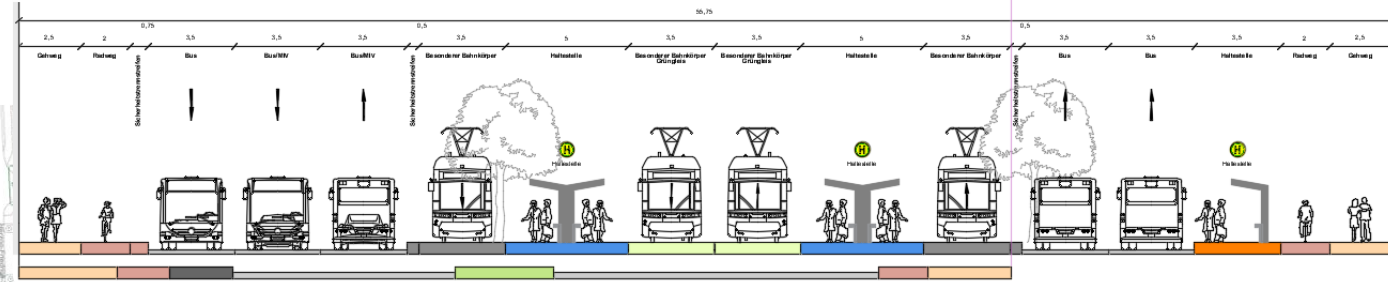 55,75
0,75
0,5
0,5
2,5
2
3,5
3,5
3,5
3,5
5
3,5
3,5
5
3,5
3,5
3,5
3,5
2
2,5
Gehweg
Radweg
Sicherheitstrennstreifen
Bus
Bus/MIV
Bus/MIV
Sicherheitstrennstreifen
Besonderer Bahnkörper
Haltestelle
Besonderer Bahnkörper
Grüngleis
Besonderer Bahnkörper
Grüngleis
Haltestelle
Besonderer Bahnkörper
Sicherheitstrennstreifen
Bus
Bus
Haltestelle
Radweg
Gehweg
H
Haltestelle
H
Haltestelle
H
Haltestelle